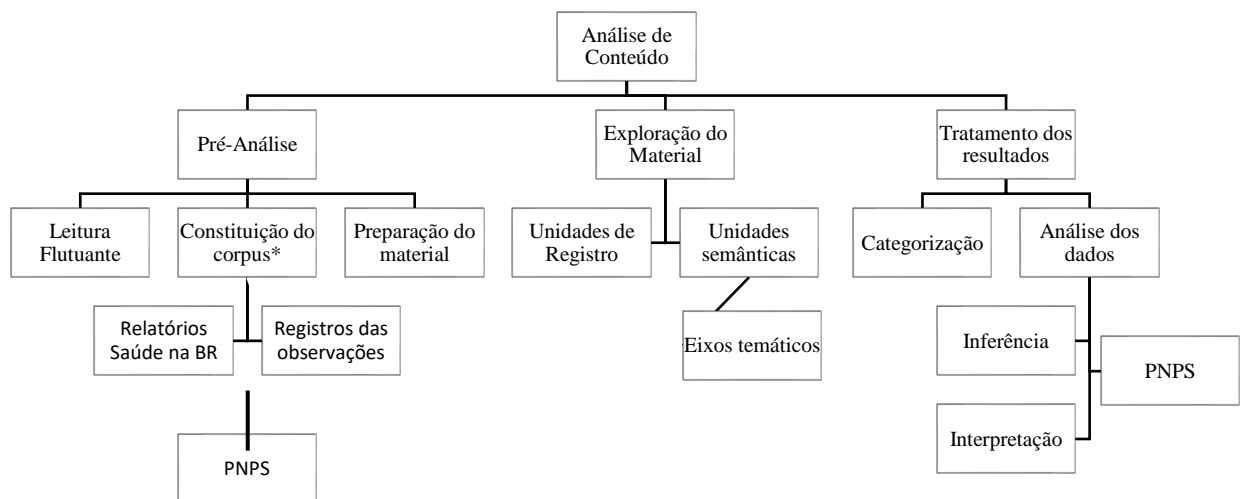 Análise de
Conteúdo
Pré-Análise
Exploração do
Material
Tratamento dos
resultados
Leitura
Flutuante
Constituição do
corpus*
Preparação do
material
Unidades de
Registro
Unidades
semânticas
Categorização
Análise dos
dados
Relatórios
Saúde na BR
Registros das
observações
Eixos temáticos
Inferência
PNPS
Interpretação
PNPS